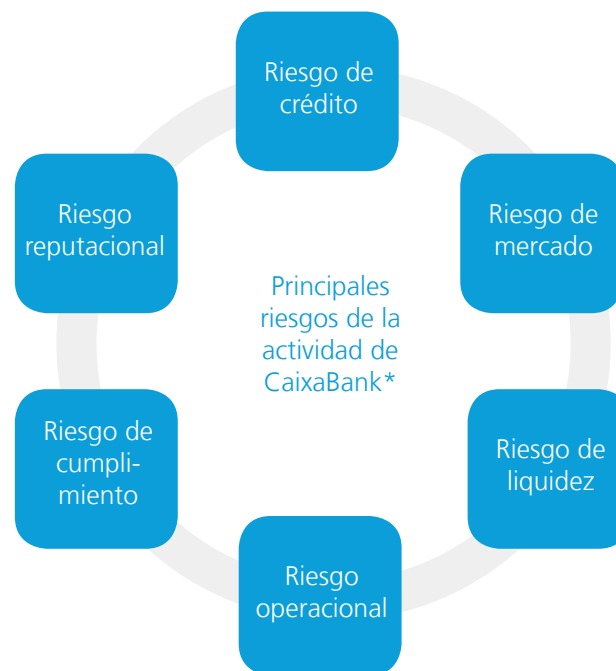 Riesgo de
crédito
Riesgo
reputacional
Riesgo de
mercado
Principales
riesgos de la
actividad de
CaixaBank*
Riesgo de
cumpli-
miento
Riesgo de
liquidez
Riesgo
operacional